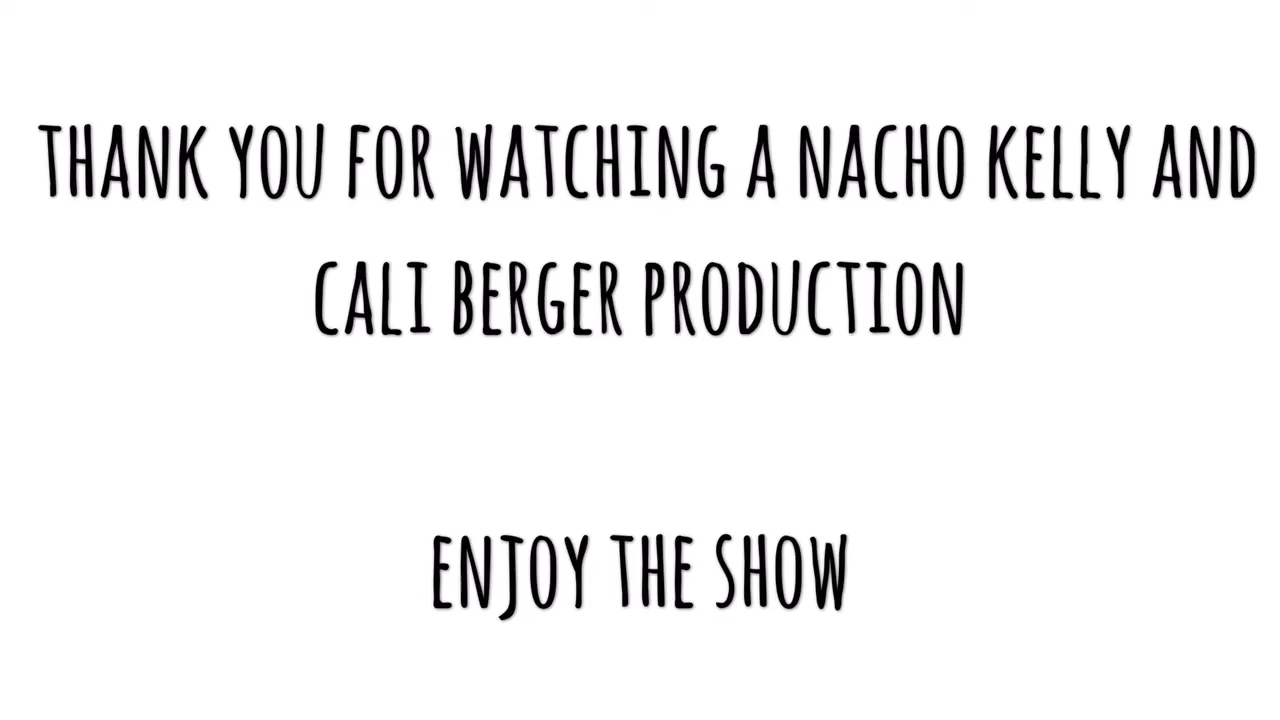 THANK YOU FOR WATCHING A NACHO KELLY AND
CALI BERGER PRODUCTION
ENJOY THE SHOW